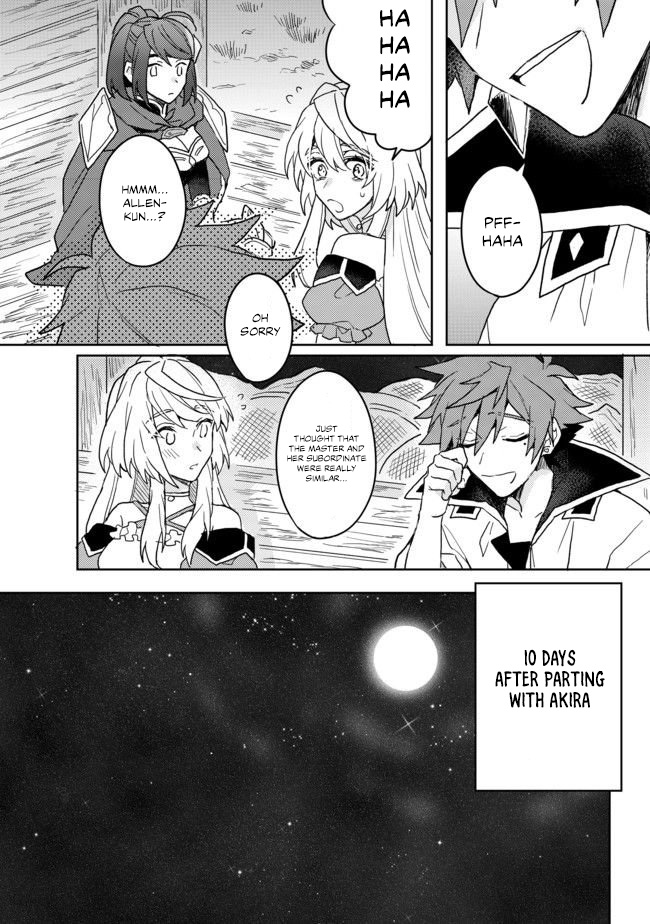 PFF-
HAHA
HA
HA
HA
HA
HMMM...
ALLEN-
KUN...?
OH
SORRY
JUST
THOUGHT THAT
THE MASTER AND
HER SUBORDINATE
WERE REALLY
SIMILAR...
10 DAYS
AFTER PARTING
WITH AKIRA